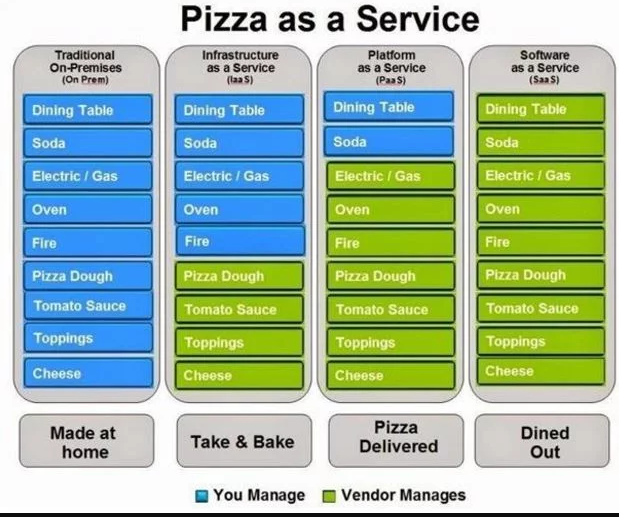 Pizza as a Service
Traditional
On-Premises
(On Prem)
Dining Table
Soda
Electric / Gas
Oven
Fire
Pizza Dough
Tomato Sauce
Toppings
Cheese
Made at
home
Infrastructure
as a Service
(IaaS)
Dining Table
Soda
Electric / Gas
Oven
Fire
Pizza Dough
Tomato Sauce
Toppings
Cheese
Take & Bake
Platform
as a Service
(PaaS)
Dining Table
Soda
Electric / Gas
Oven
Fire
Pizza Dough
Tomato Sauce
Toppings
Cheese
Pizza
Delivered
Software
as a Service
(SaaS)
Dining Table
Soda
Electric / Gas
Oven
Fire
Pizza Dough
Tomato Sauce
Toppings
Cheese
Dined
Out
You Manage
Vendor Manages